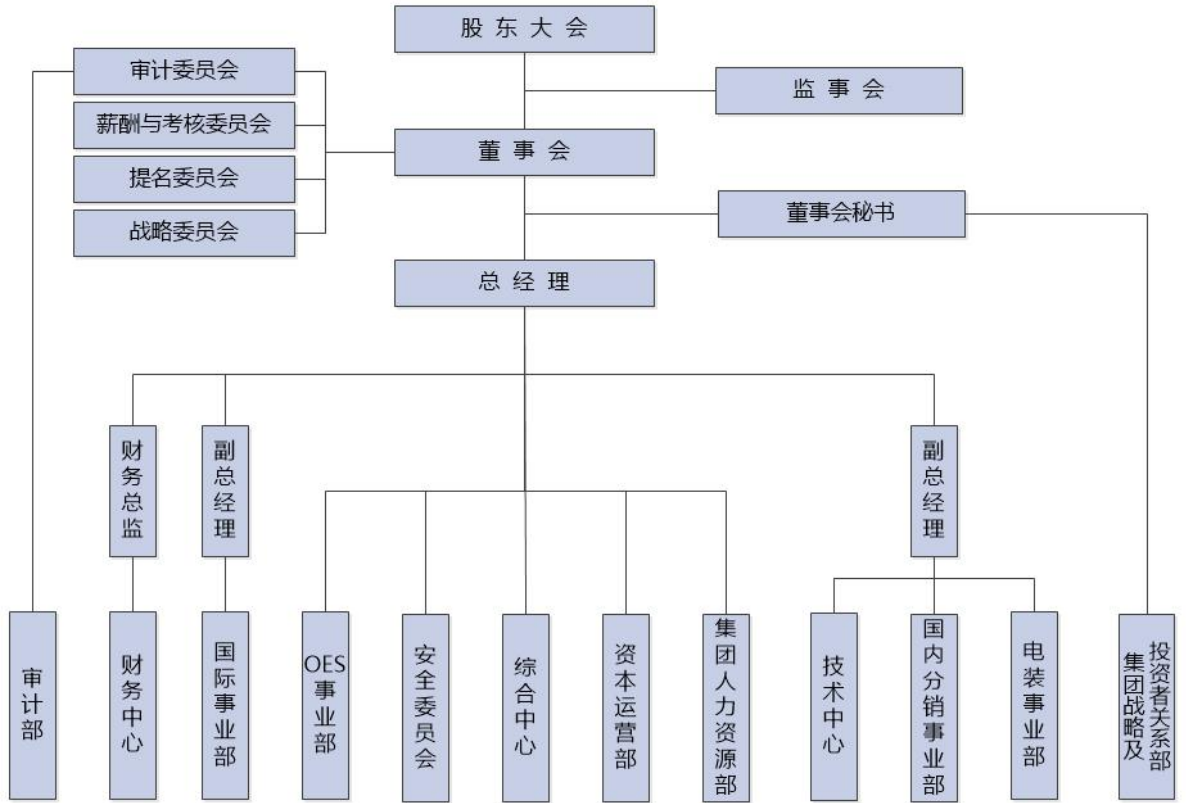 股东大会
审计委员会
监事会
薪酬与考核委员会
董事会
提名委员会
董事会秘书
战略委员会
总经理
财务总监
副总经理
副总经理
审计部
财务中心
国际事业部
OES
事业部
安全委员会
综合中心
资本运营部
集团人力资源部
技术中心
国内分销事业部
电装事业部
集团战略及
投资者关系部